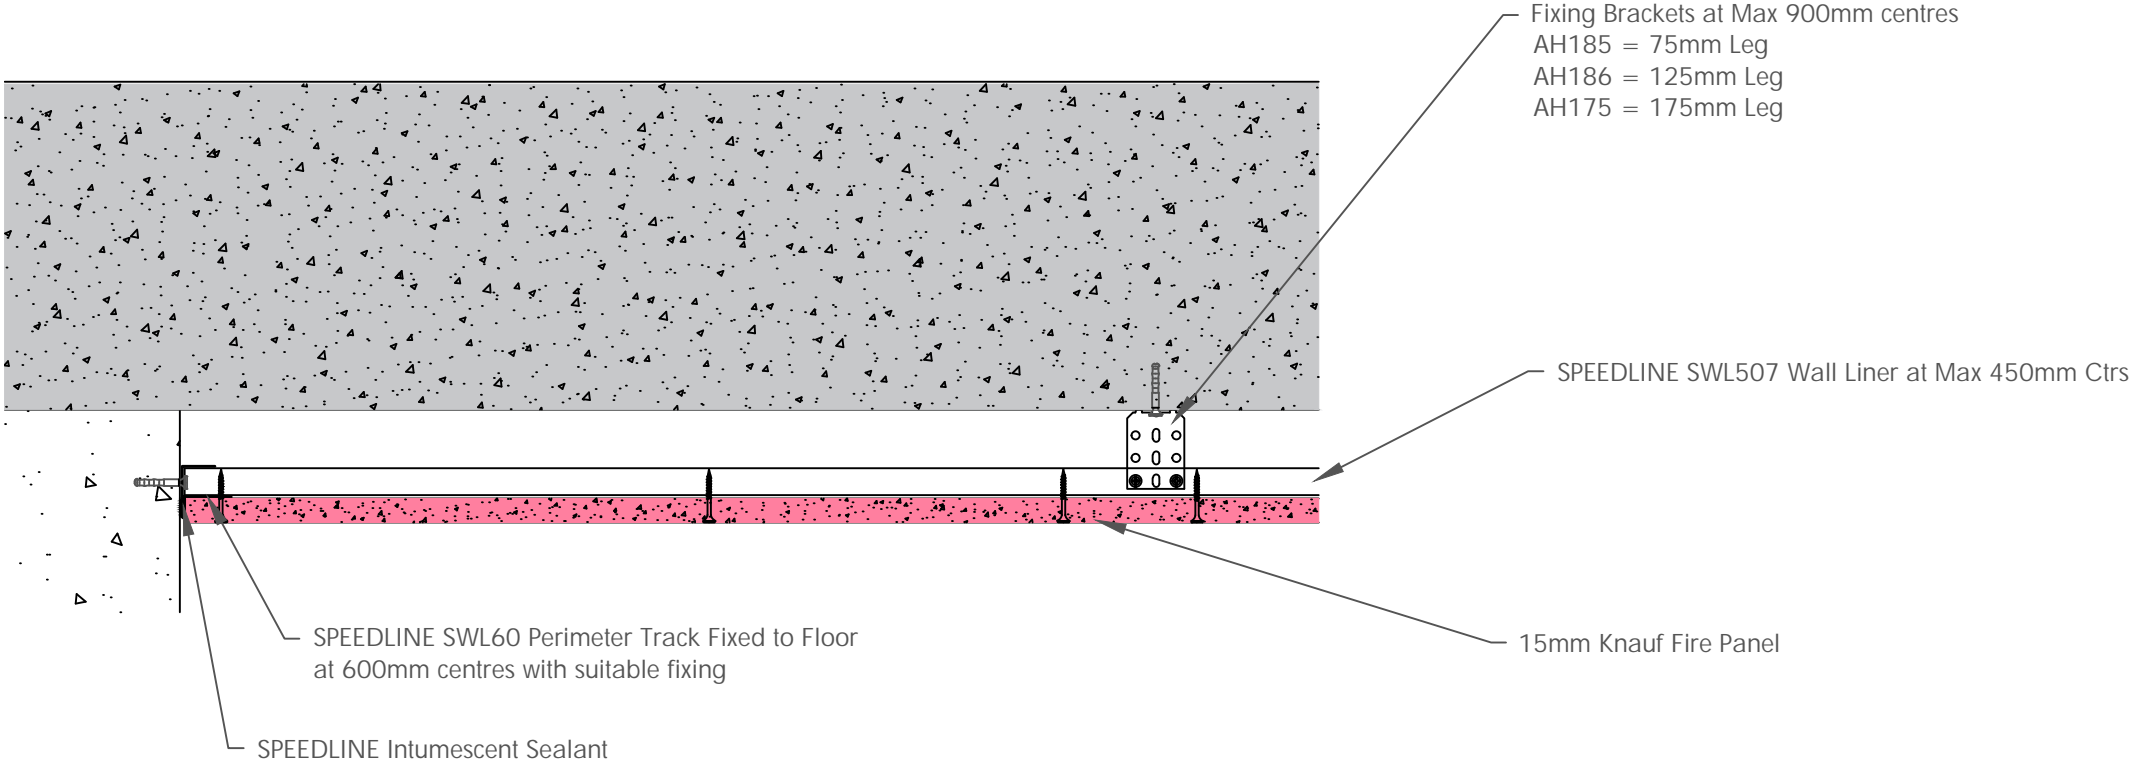 Fixing Brackets at Max 900mm centres
AH185 = 75mm Leg
AH186 = 125mm Leg
AH175 = 175mm Leg
SPEEDLINE SWL507 Wall Liner at Max 450mm Ctrs
SPEEDLINE SWL60 Perimeter Track Fixed to Floor
at 600mm centres with suitable fixing
15mm Knauf Fire Panel
SPEEDLINE Intumescent Sealant